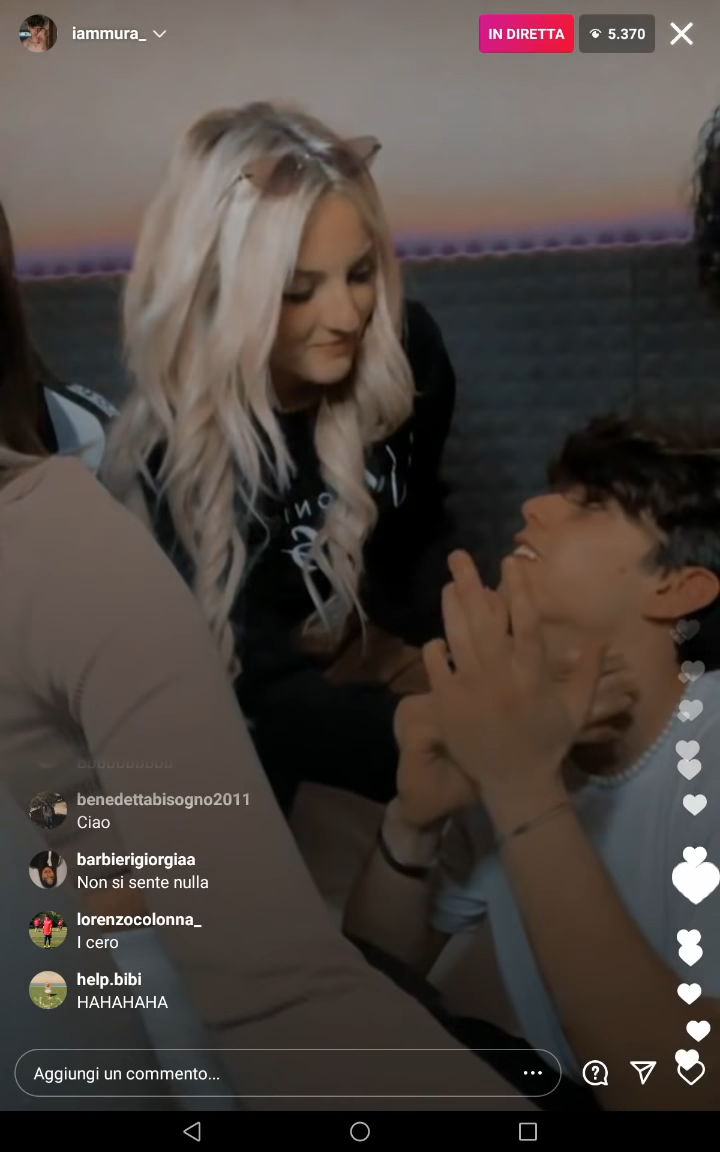 iammura_
IN DIRETTA
5.370
benedettabisogno2011
Ciao
barbierigiorgiaa
Non si sente nulla
lorenzocolonna_
I cero
help.bibi
HAHAHAHA
Aggiungi un commento...